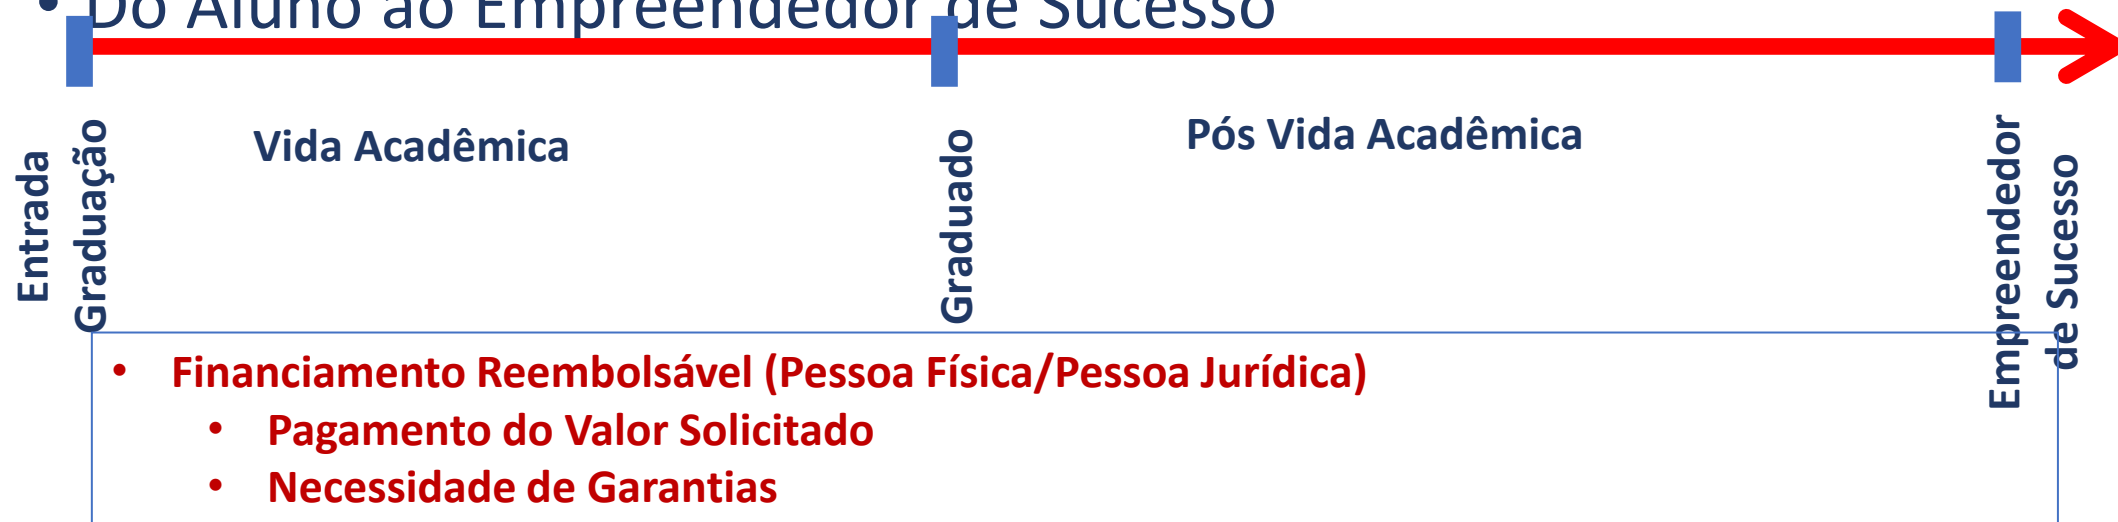 • Do Aluno ao Empreendedor de Sucesso
Entrada
Graduação
Vida Acadêmica
Graduado
Pós Vida Acadêmica
Empreendedor
de Sucesso
• Financiamento Reembolsável (Pessoa Física/Pessoa Jurídica)
• Pagamento do Valor Solicitado
• Necessidade de Garantias